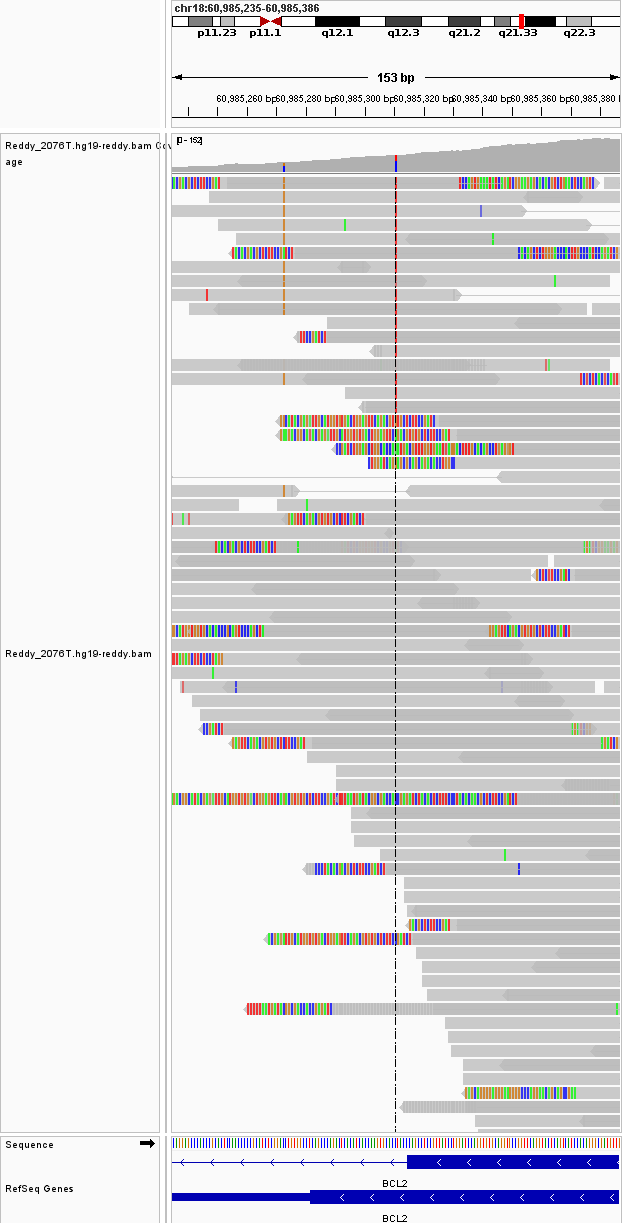 chr18:60,985,235-60,985,386
p11.23 p11.1 q12.1 q12.3 q21.2 q21.33 q22.3
153 bp
60,985,260 bp 60,985,280 bp 60,985,300 bp 60,985,320 bp 60,985,340 bp 60,985,360 bp 60,985,380 
Reddy_2076T.hg19-reddy.bam Cov
age
[0 - 152]
Reddy_2076T.hg19-reddy.bam
Sequence
BCL2
RefSeq Genes
BCL2